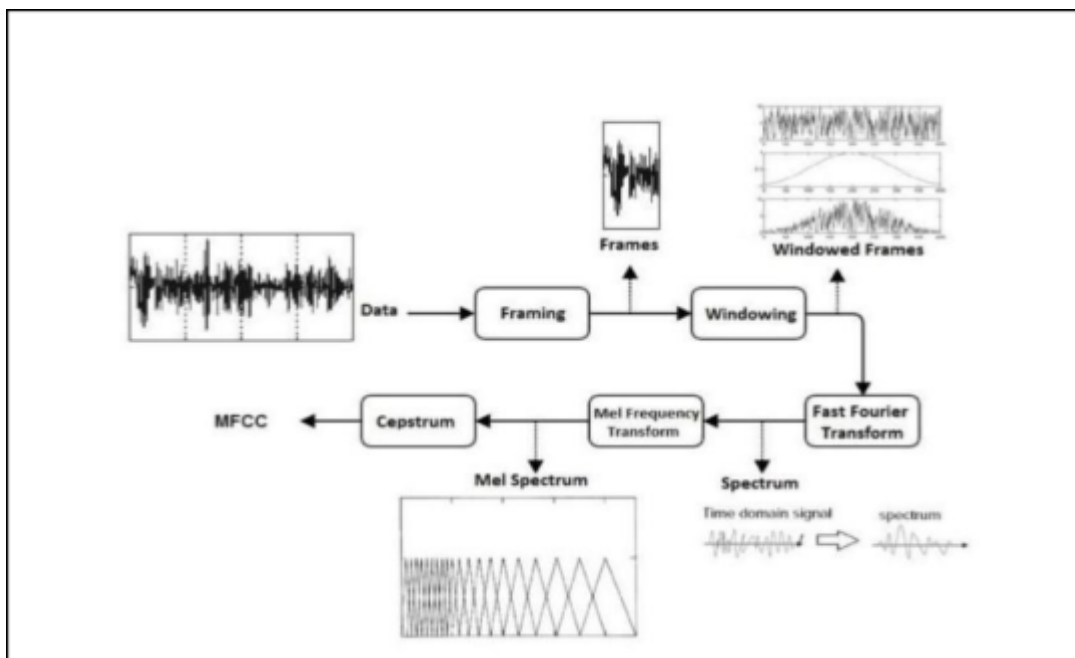 Frames
Windowed Frames
Data
Framing
Windowing
MFCC
Cepstrum
Mel Frequency
Transform
Fast Fourier
Transform
Mel Spectrum
Spectrum
Time domain signal
spectrum